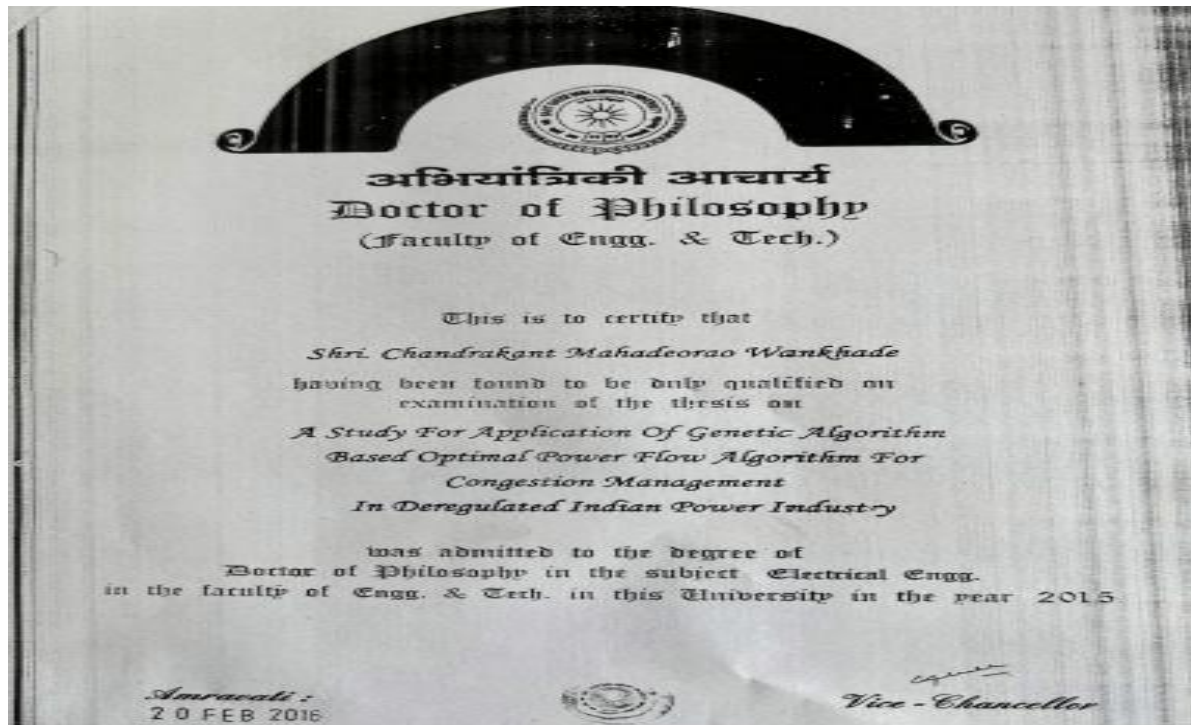 अभियांत्रिकी आचार्य
Doctor of Philosophy
(Faculty of Engg. & Tech.)
This is to certify that
Shri. Chandrakant Mahadeorao Wankhade
having been found to be duly qualified on
examination of the thesis on
A Study For Application Of Genetic Algorithm
Based Optimal Power Flow Algorithm For
Congestion Management
In Deregulated Indian Power Industry
was admitted to the degree of
Doctor of Philosophy in the subject Electrical Engg.
in the faculty of Engg. & Tech. in this University in the year 2015
Amravati :
20 FEB 2016
Vice-Chancellor